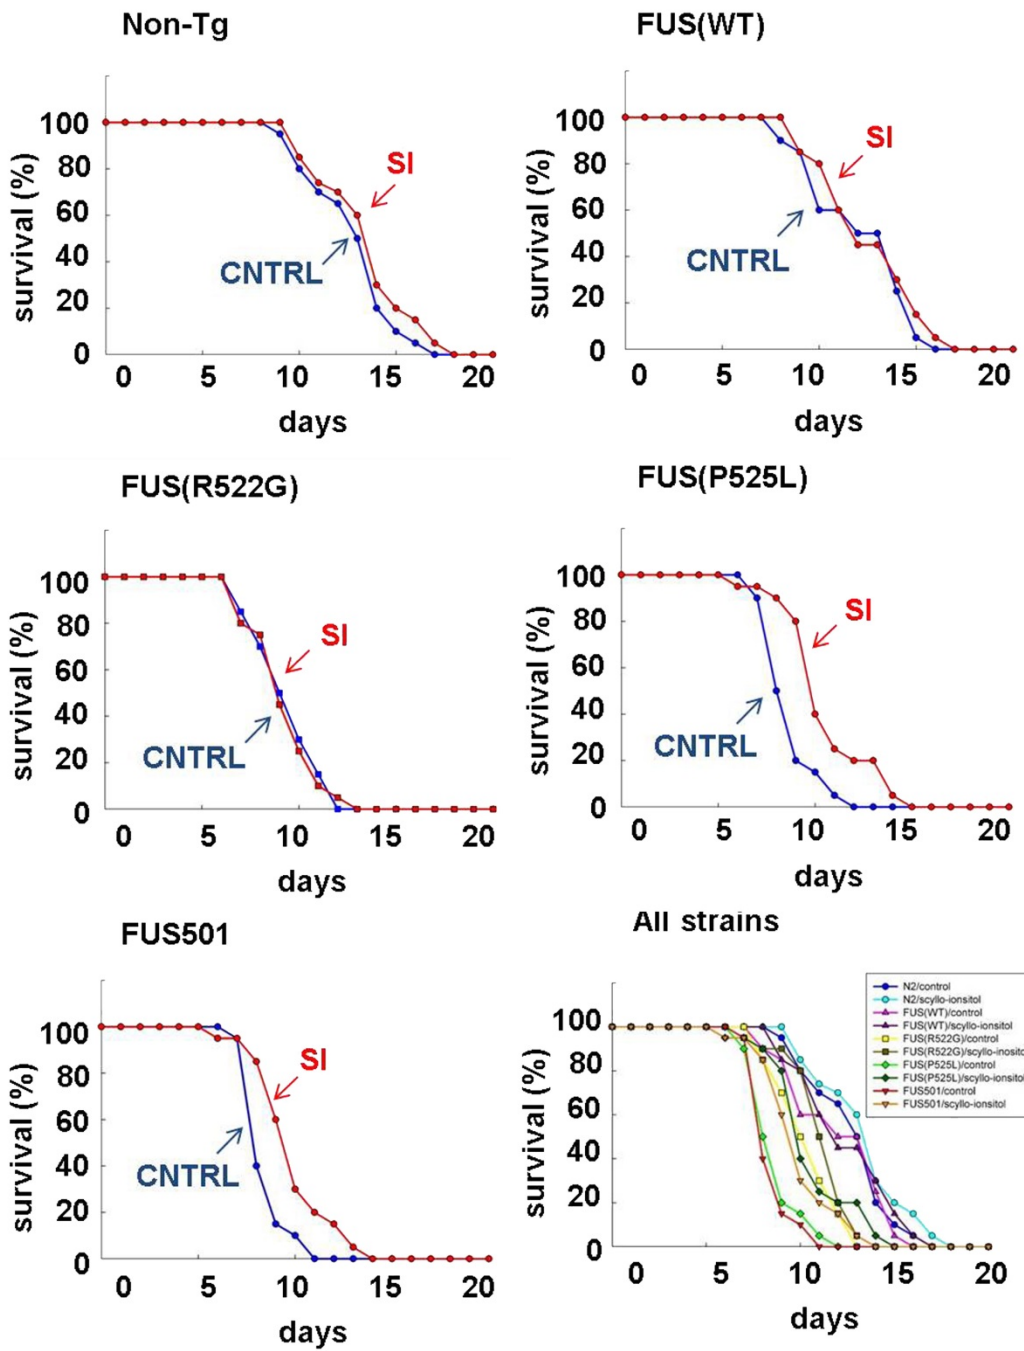 Non-Tg
survival (%)
100
80
60
40
20
0
SI
CNTRL
0 5 10 15 20
days
FUS(WT)
survival (%)
100
80
60
40
20
0
SI
CNTRL
0 5 10 15 20
days
FUS(R522G)
survival (%)
100
80
60
40
20
0
SI
CNTRL
0 5 10 15 20
days
FUS(P525L)
survival (%)
100
80
60
40
20
0
SI
CNTRL
0 5 10 15 20
days
FUS501
survival (%)
100
80
60
40
20
0
SI
CNTRL
0 5 10 15 20
days
All strains
survival (%)
100
80
60
40
20
0
N2/control
N2/scyllo-ionsitol
FUS(WT)/control
FUS(WT)/scyllo-ionsitol
FUS(R522G)/control
FUS(R522G)/scyllo-inosito
FUS(P525L)/control
FUS(P525L)/scyllo-ionsitol
FUS501/control
FUS501/scyllo-ionsitol
0 5 10 15 20
days